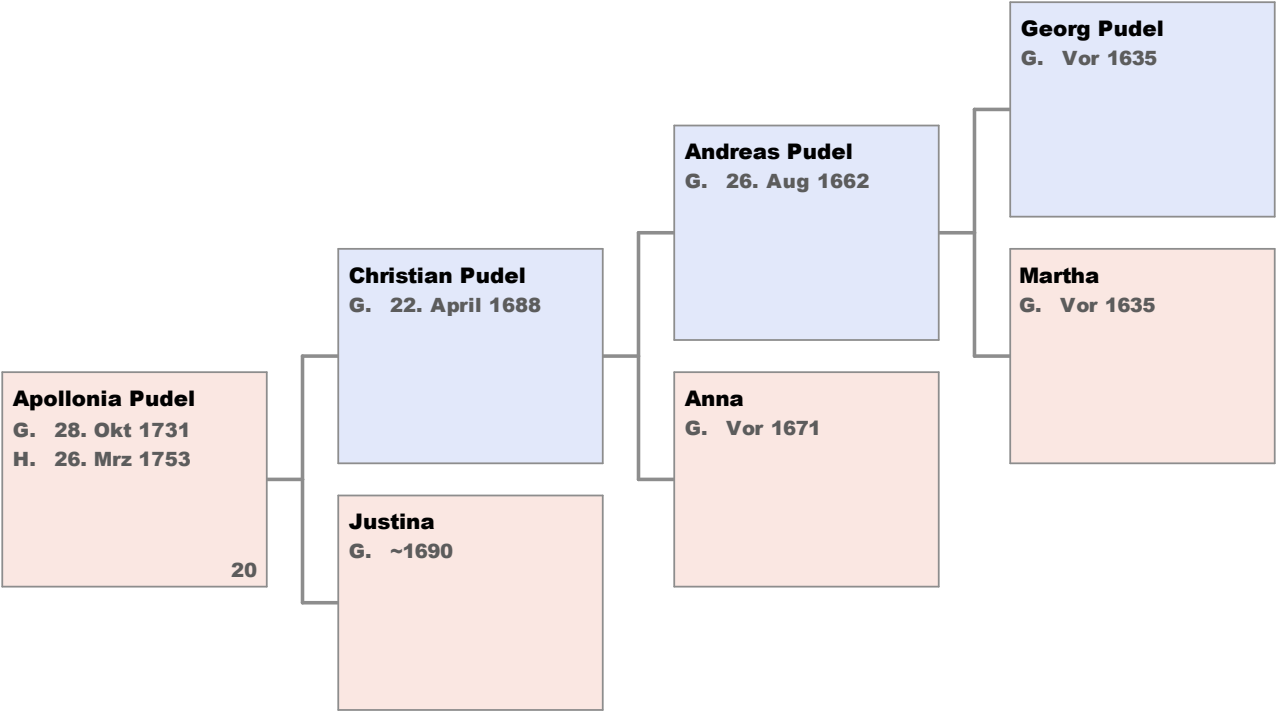 Georg Pudel
G. Vor 1635
Andreas Pudel
G. 26. Aug 1662
Christian Pudel
G. 22. April 1688
Martha
G. Vor 1635
Apollonia Pudel
G. 28. Okt 1731
H. 26. Mrz 1753
20
Anna
G. Vor 1671
Justina
G. ~1690